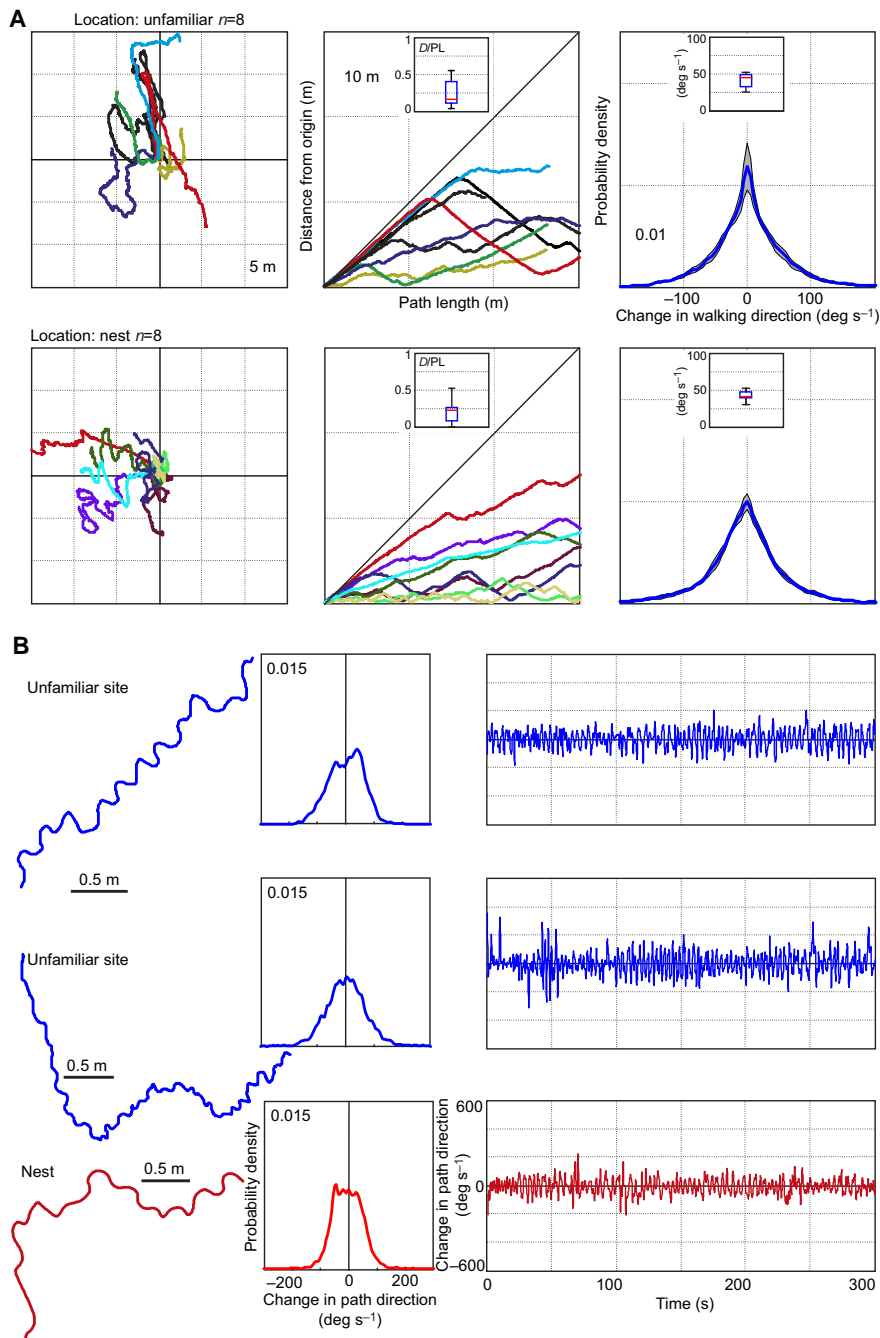 A
Location: unfamiliar n=8
5 m
Distance from origin (m)
10 m
D/PL
1
0.5
0
Path length (m)
Probability density
(deg s−1)
100
50
0
0.01
−100
0
100
Change in walking direction (deg s−1)
Location: nest n=8
D/PL
1
0.5
0
(deg s−1)
100
50
0
B
Unfamiliar site
0.5 m
0.015
Unfamiliar site
0.5 m
0.015
Nest
0.5 m
Probability density
0.015
−200
0
200
Change in path direction
(deg s−1)
Change in path direction
(deg s−1)
600
0
−600
0
100
200
300
Time (s)